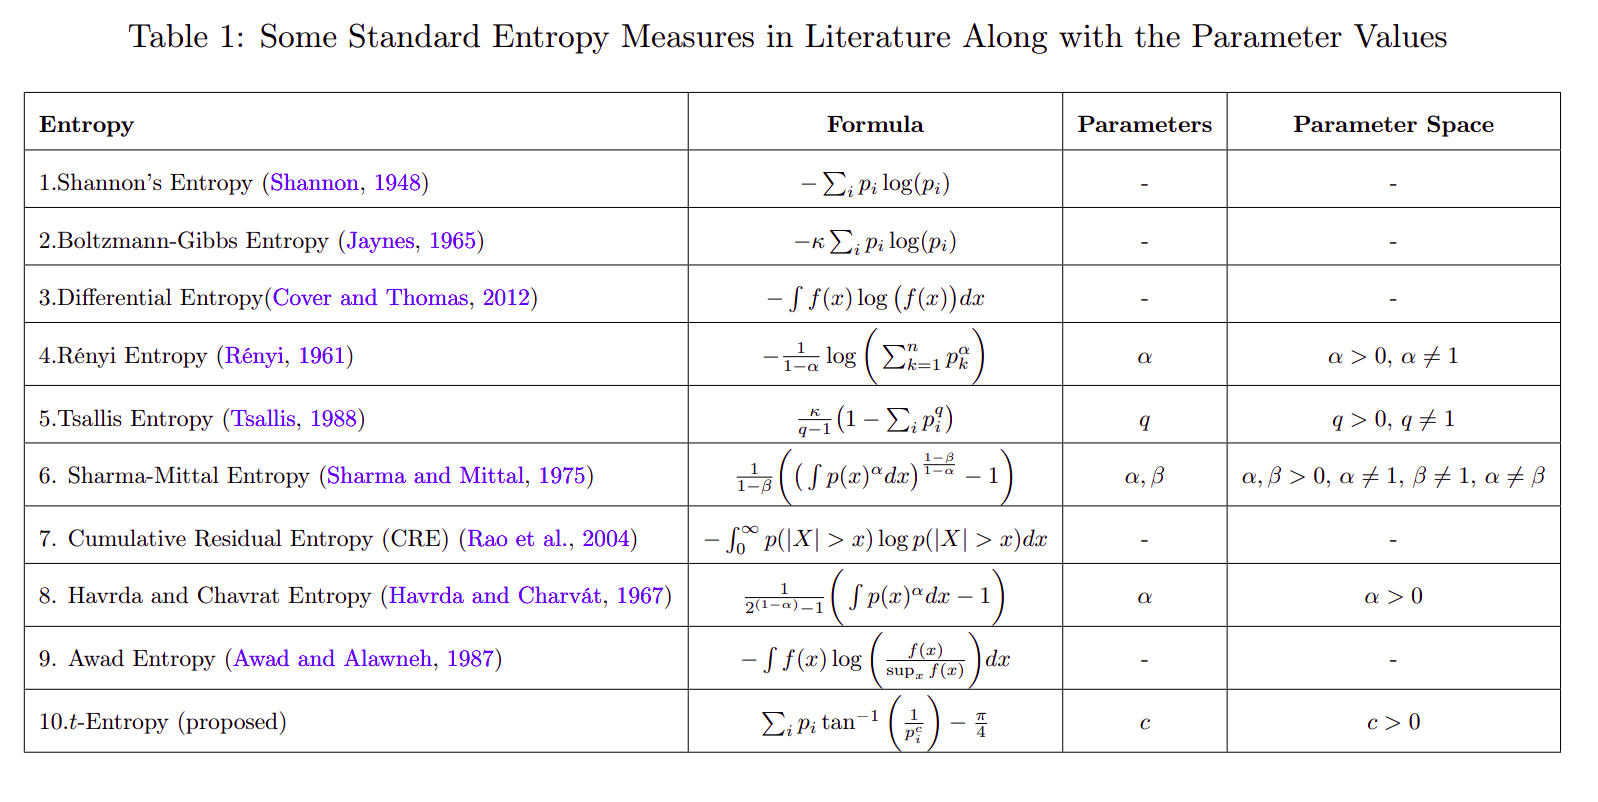 Table 1: Some Standard Entropy Measures in Literature Along with the Parameter Values
Entropy Formula Parameters Parameter Space
1.Shannon's Entropy (Shannon, 1948) $-\sum_i p_i \log(p_i)$ - -
2.Boltzmann-Gibbs Entropy (Jaynes, 1965) $-\kappa \sum_i p_i \log(p_i)$ - -
3.Differential Entropy(Cover and Thomas, 2012) $-\int f(x) \log \big(f(x)\big) dx$ - -
4.Rényi Entropy (Rényi, 1961) $-\frac{1}{1-\alpha} \log \left( \sum_{k=1}^{n} p_k^{\alpha} \right)$ $\alpha$ $\alpha > 0, \alpha \neq 1$
5.Tsallis Entropy (Tsallis, 1988) $\frac{\kappa}{q-1} \big( 1 - \sum_i p_i^q \big)$ $q$ $q > 0, q \neq 1$
6. Sharma-Mittal Entropy (Sharma and Mittal, 1975) $\frac{1}{1-\beta} \left( \big( \int p(x)^{\alpha} dx \big)^{\frac{1-\beta}{1-\alpha}} - 1 \right)$ $\alpha, \beta$ $\alpha, \beta > 0, \alpha \neq 1, \beta \neq 1, \alpha \neq \beta$
7. Cumulative Residual Entropy (CRE) (Rao et al., 2004) $-\int_0^{\infty} p(|X| > x) \log p(|X| > x) dx$ - -
8. Havrda and Chavrat Entropy (Havrda and Charvát, 1967) $\frac{1}{2^{(1-\alpha)}-1} \left( \int p(x)^{\alpha} dx - 1 \right)$ $\alpha$ $\alpha > 0$
9. Awad Entropy (Awad and Alawneh, 1987) $-\int f(x) \log \left( \frac{f(x)}{\sup_x f(x)} \right) dx$ - -
10.$t$-Entropy (proposed) $\sum_i p_i \tan^{-1} \left( \frac{1}{p_i^c} \right) - \frac{\pi}{4}$ $c$ $c > 0$